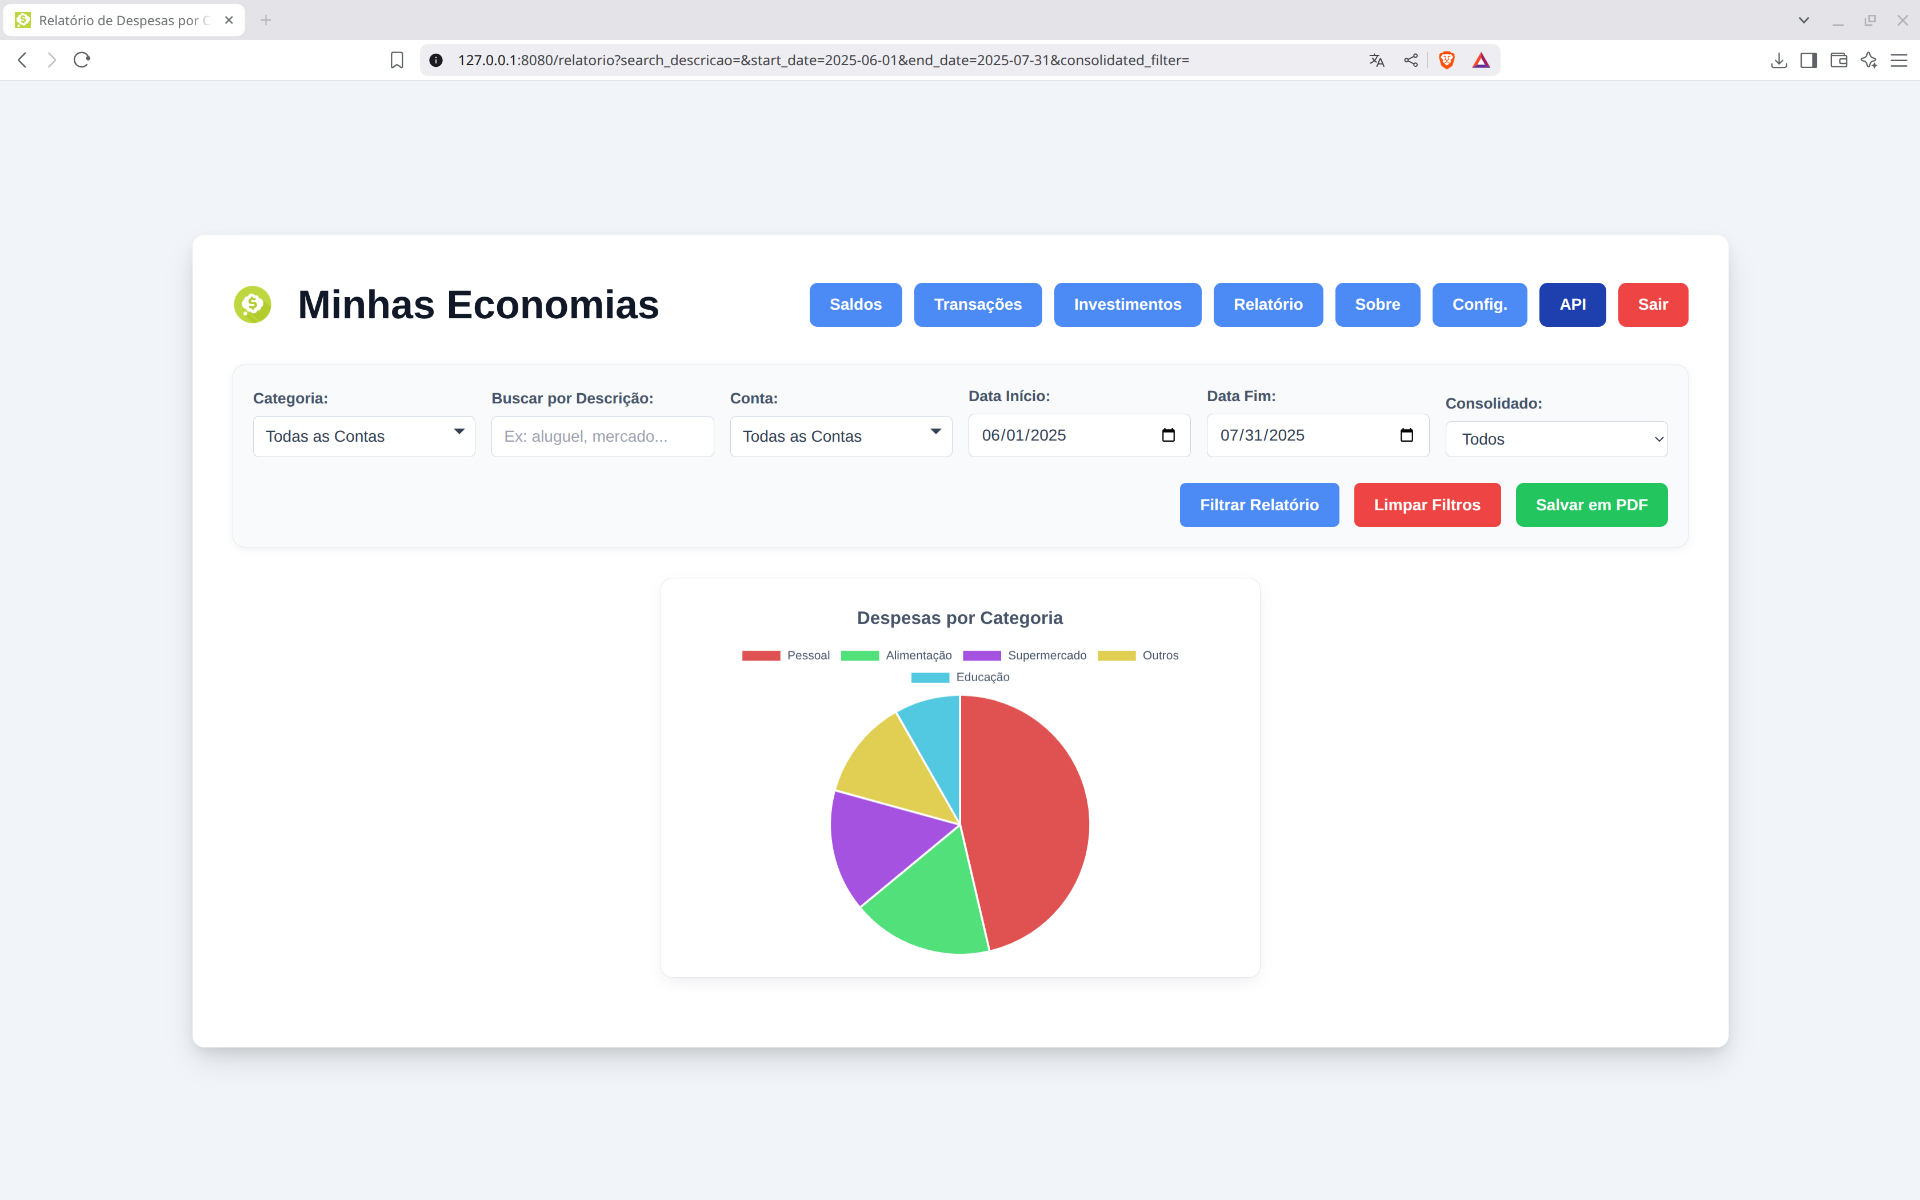 Relatório de Despesas por C
127.0.0.1:8080/relatorio?search_descricao=&start_date=2025-06-01&end_date=2025-07-31&consolidated_filter=
Minhas Economias
Saldos Transações Investimentos Relatório Sobre Config. API Sair
Categoria: Buscar por Descrição: Conta: Data Início: Data Fim: Consolidado:
Todas as Contas Ex: aluguel, mercado... Todas as Contas 06/01/2025 07/31/2025 Todos
Filtrar Relatório Limpar Filtros Salvar em PDF
Despesas por Categoria
Pessoal Alimentação Supermercado Outros
Educação